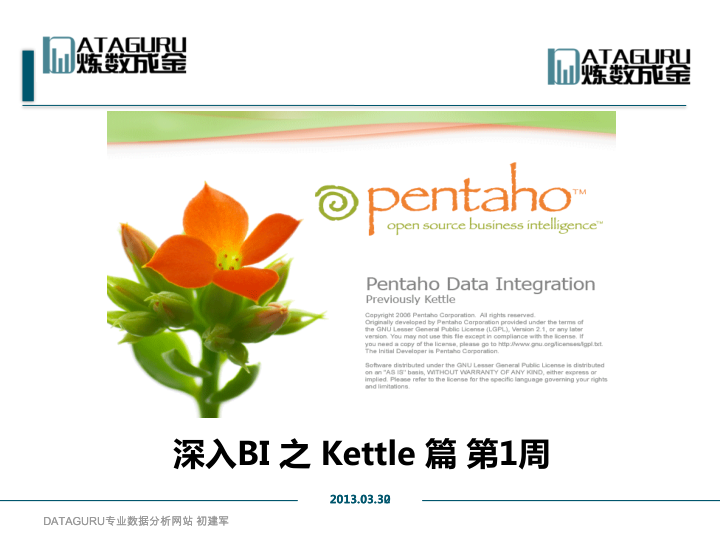 DATAGURU
炼数成金
DATAGURU
炼数成金
pentaho™
open source business intelligence™
Pentaho Data Integration
Previously Kettle
Copyright 2006 Pentaho Corporation. All rights reserved.
Originally developed by Pentaho Corporation provided under the terms of
the GNU Lesser General Public License (LGPL), Version 2.1, or any later
version. You may not use this file except in compliance with the license. If
you need a copy of the license, please go to http://www.gnu.org/licenses/lgpl.txt.
The Initial Developer is Pentaho Corporation.
Software distributed under the GNU Lesser General Public License is distributed
on an "AS IS" basis, WITHOUT WARRANTY OF ANY KIND, either express or
implied. Please refer to the license for the specific language governing your rights
and limitations.
深入BI 之 Kettle 篇 第1周
DATAGURU专业数据分析网站 初建军